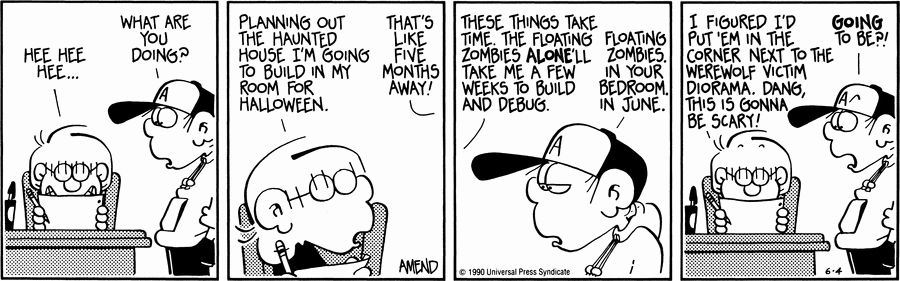 HEE HEE
HEE...
WHAT ARE
YOU
DOING?
A
PLANNING OUT
THE HAUNTED
HOUSE I'M GOING
TO BUILD IN MY
ROOM FOR
HALLOWEEN.
THAT'S
LIKE
FIVE
MONTHS
AWAY!
AMEND
THESE THINGS TAKE
TIME. THE FLOATING
ZOMBIES ALONE'LL
TAKE ME A FEW
WEEKS TO BUILD
AND DEBUG.
FLOATING
ZOMBIES.
IN YOUR
BEDROOM.
IN JUNE.
A
© 1990 Universal Press Syndicate
I FIGURED I'D
PUT 'EM IN THE
CORNER NEXT TO THE
WEREWOLF VICTIM
DIORAMA. DANG,
THIS IS GONNA
BE SCARY!
GOING
TO BE?!
A
6-4